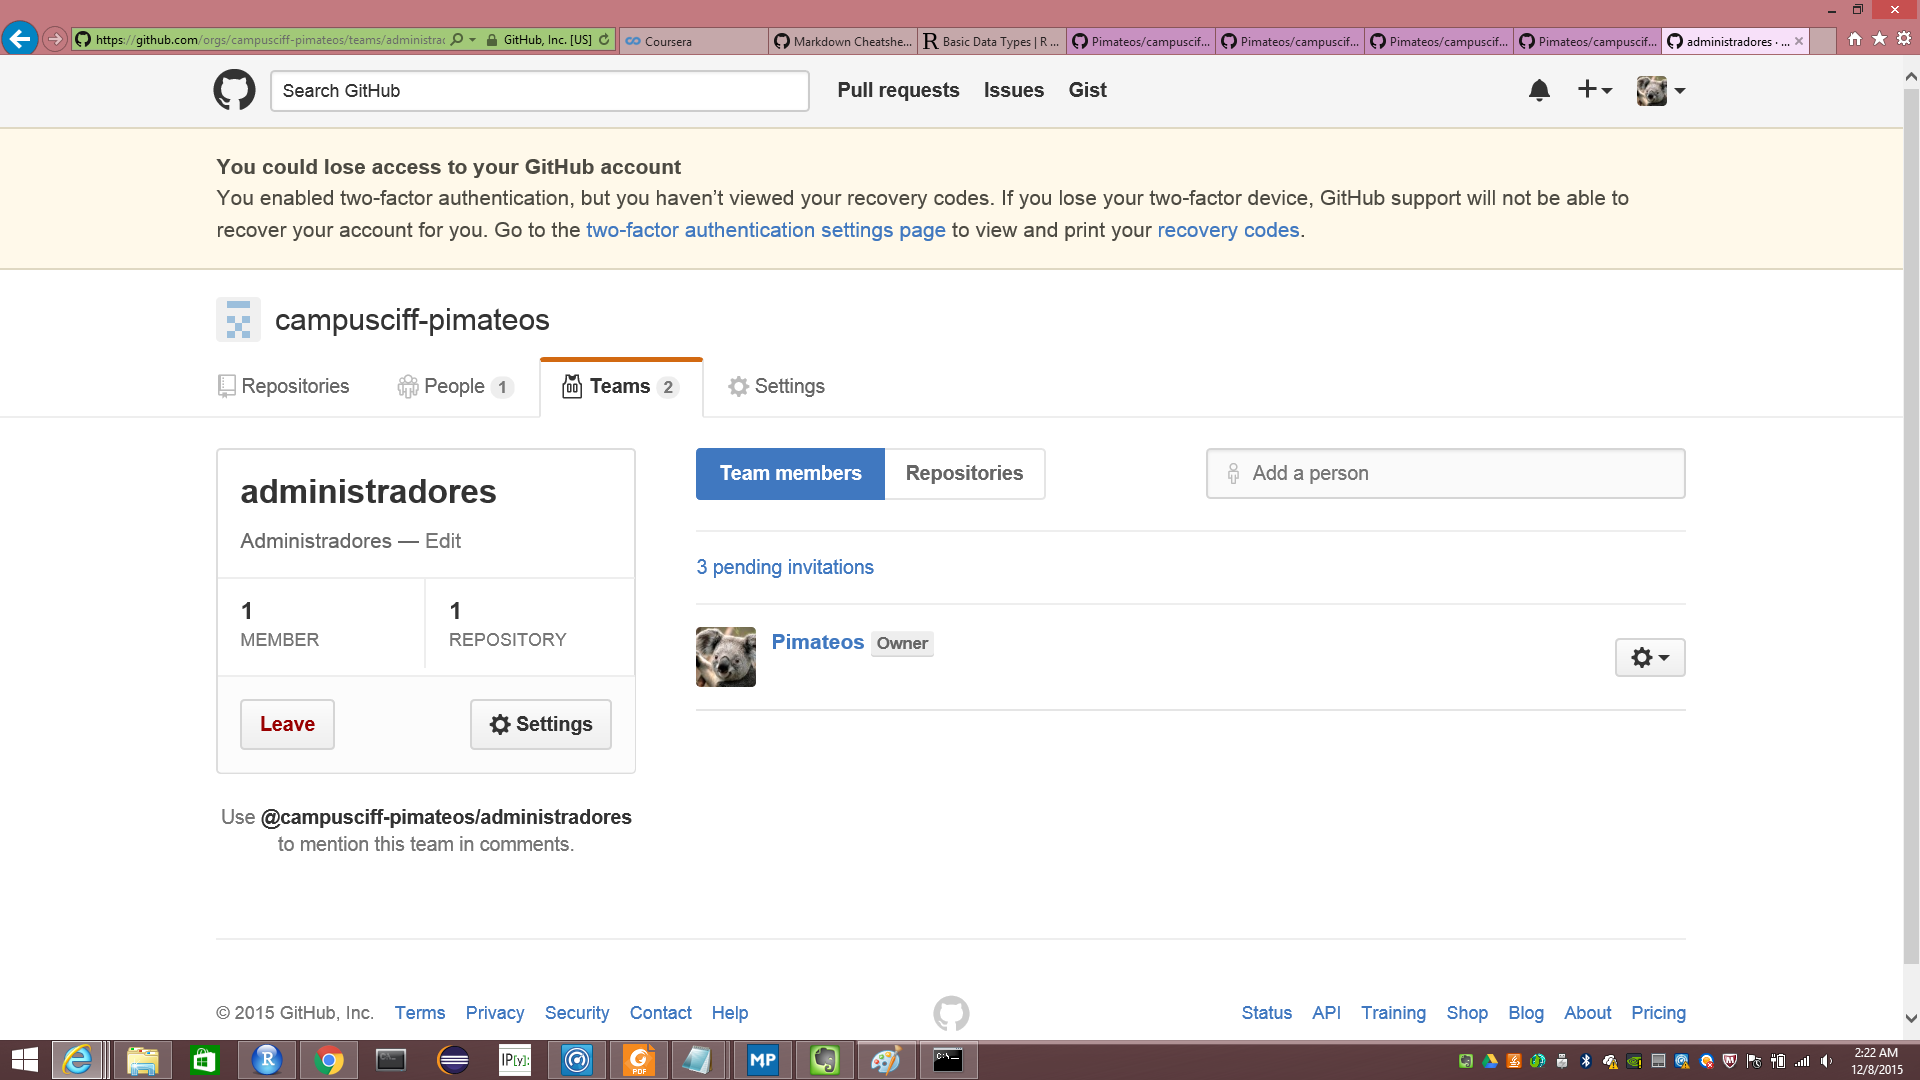 https://github.com/orgs/campusciff-pimateos/teams/administrac
GitHub, Inc. [US]
Coursera
Markdown Cheatshe...
Basic Data Types | R ...
Pimateos/campuscif...
Pimateos/campuscif...
Pimateos/campuscif...
Pimateos/campuscif...
administradores · ...
Search GitHub
Pull requests
Issues
Gist
You could lose access to your GitHub account
You enabled two-factor authentication, but you haven't viewed your recovery codes. If you lose your two-factor device, GitHub support will not be able to
recover your account for you. Go to the two-factor authentication settings page to view and print your recovery codes.
campusciff-pimateos
Repositories
People 1
Teams 2
Settings
administradores
Administradores — Edit
1
MEMBER
1
REPOSITORY
Leave
Settings
Use @campusciff-pimateos/administradores
to mention this team in comments.
Team members
Repositories
Add a person
3 pending invitations
Pimateos Owner
© 2015 GitHub, Inc. Terms Privacy Security Contact Help
Status API Training Shop Blog About Pricing
R
IP[y]:
PDF
MP
2:22 AM
12/8/2015